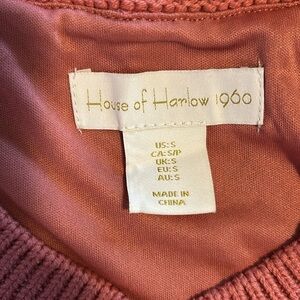 House of Harlow 1960
US:S
CA:S/P
UK:S
EU:S
AU:S
MADE IN
CHINA